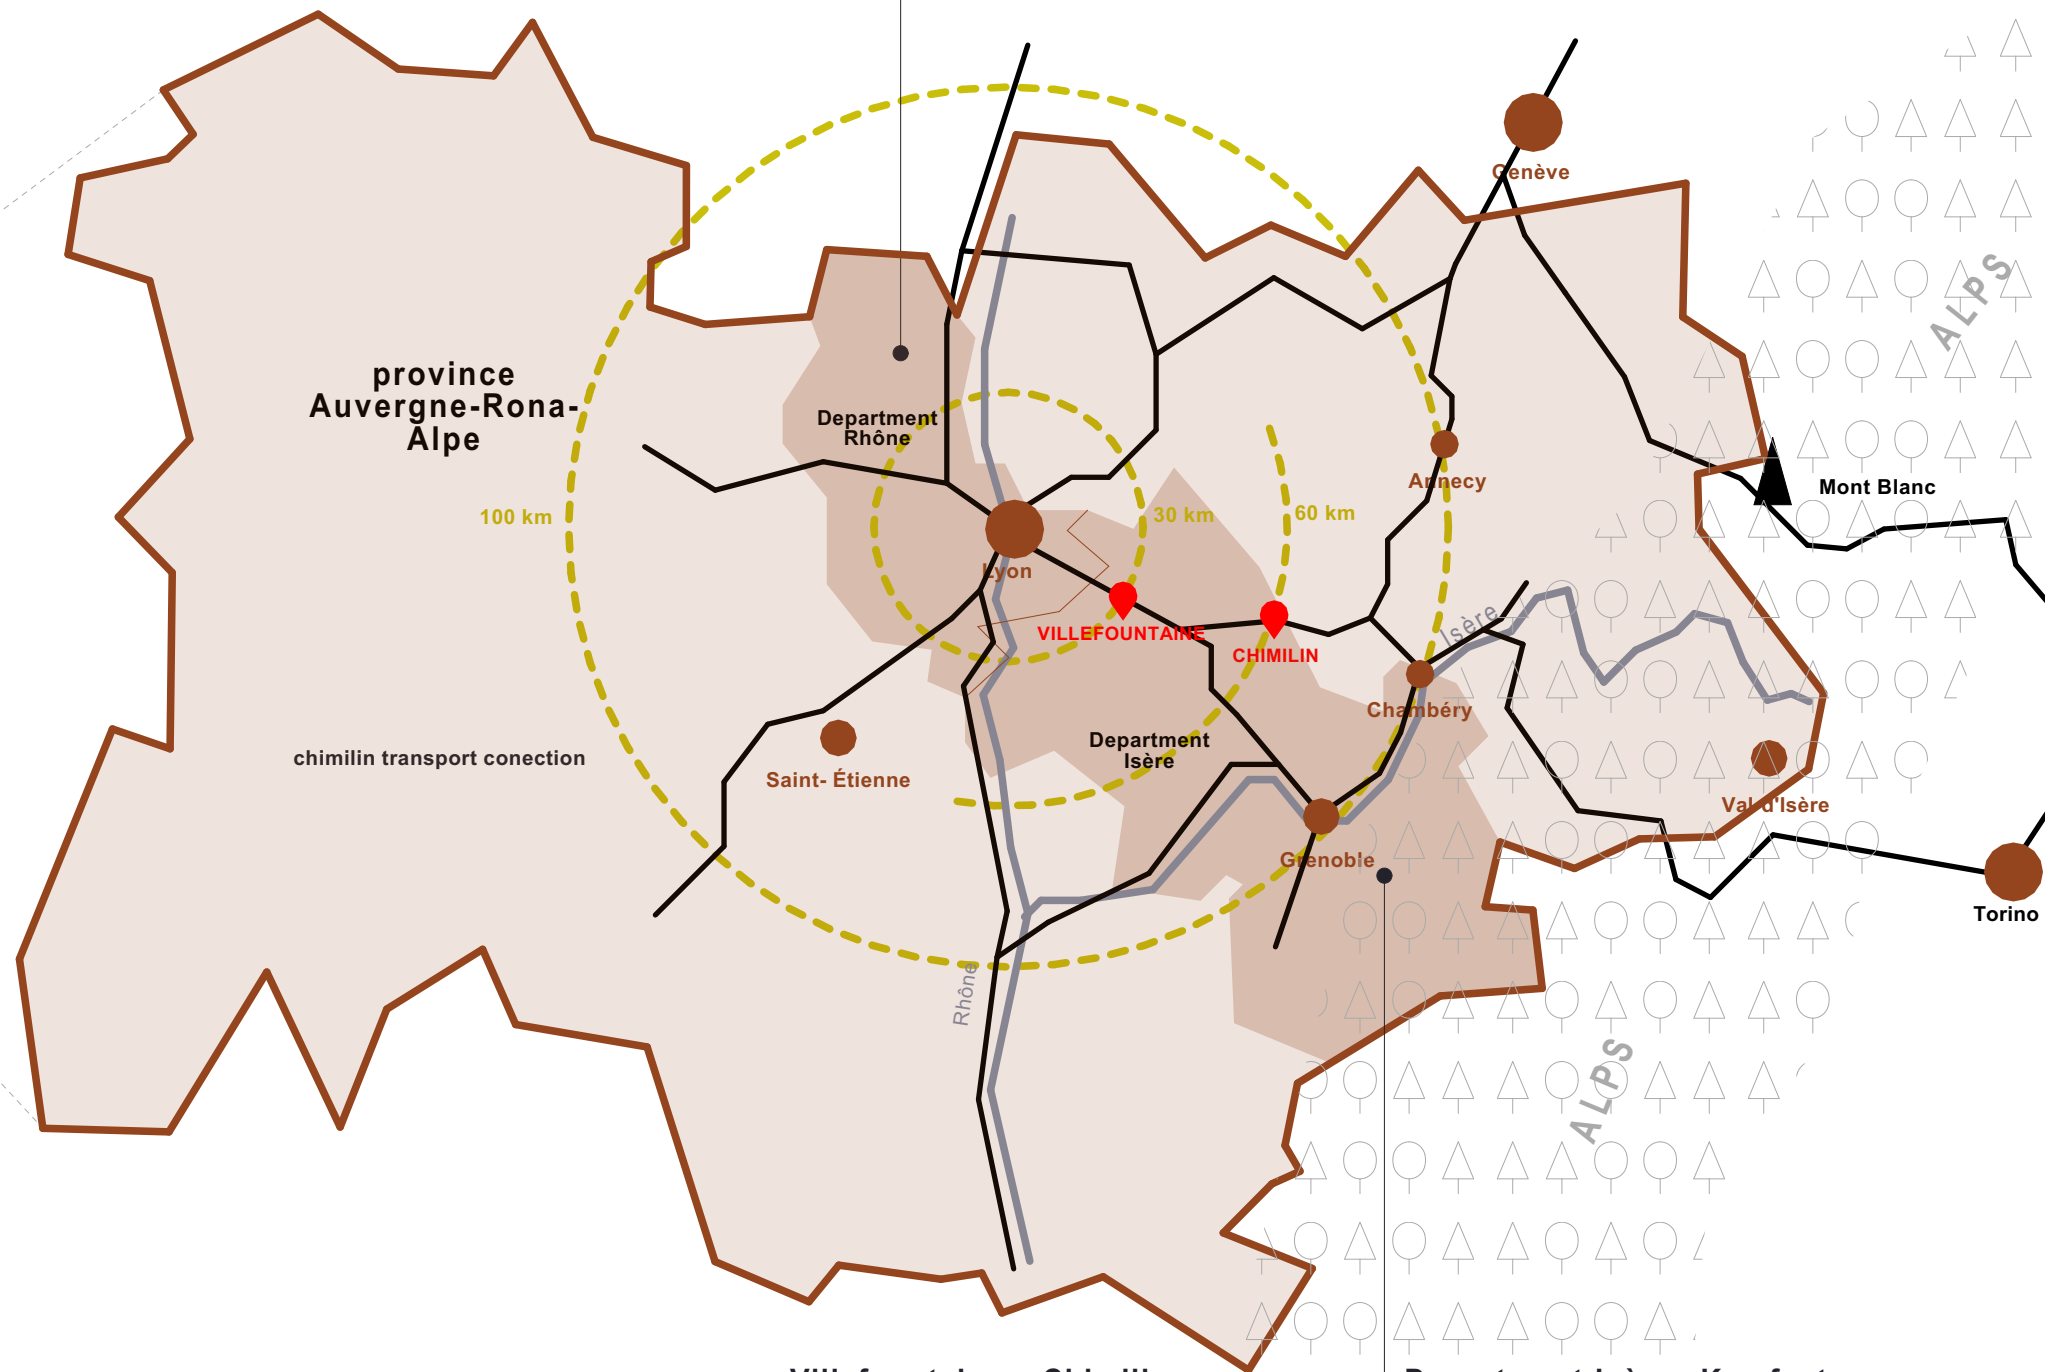 Genève
ALPS
province
Auvergne-Rona-
Alpe
Department
Rhône
Annecy
Mont Blanc
100 km
30 km
60 km
Lyon
VILLEFOUNTAINE
CHIMILIN
Isère
Chambéry
Department
Isère
chimilin transport conection
Saint- Étienne
Val d'Isère
Grenoble
Torino
Rhône
ALPS